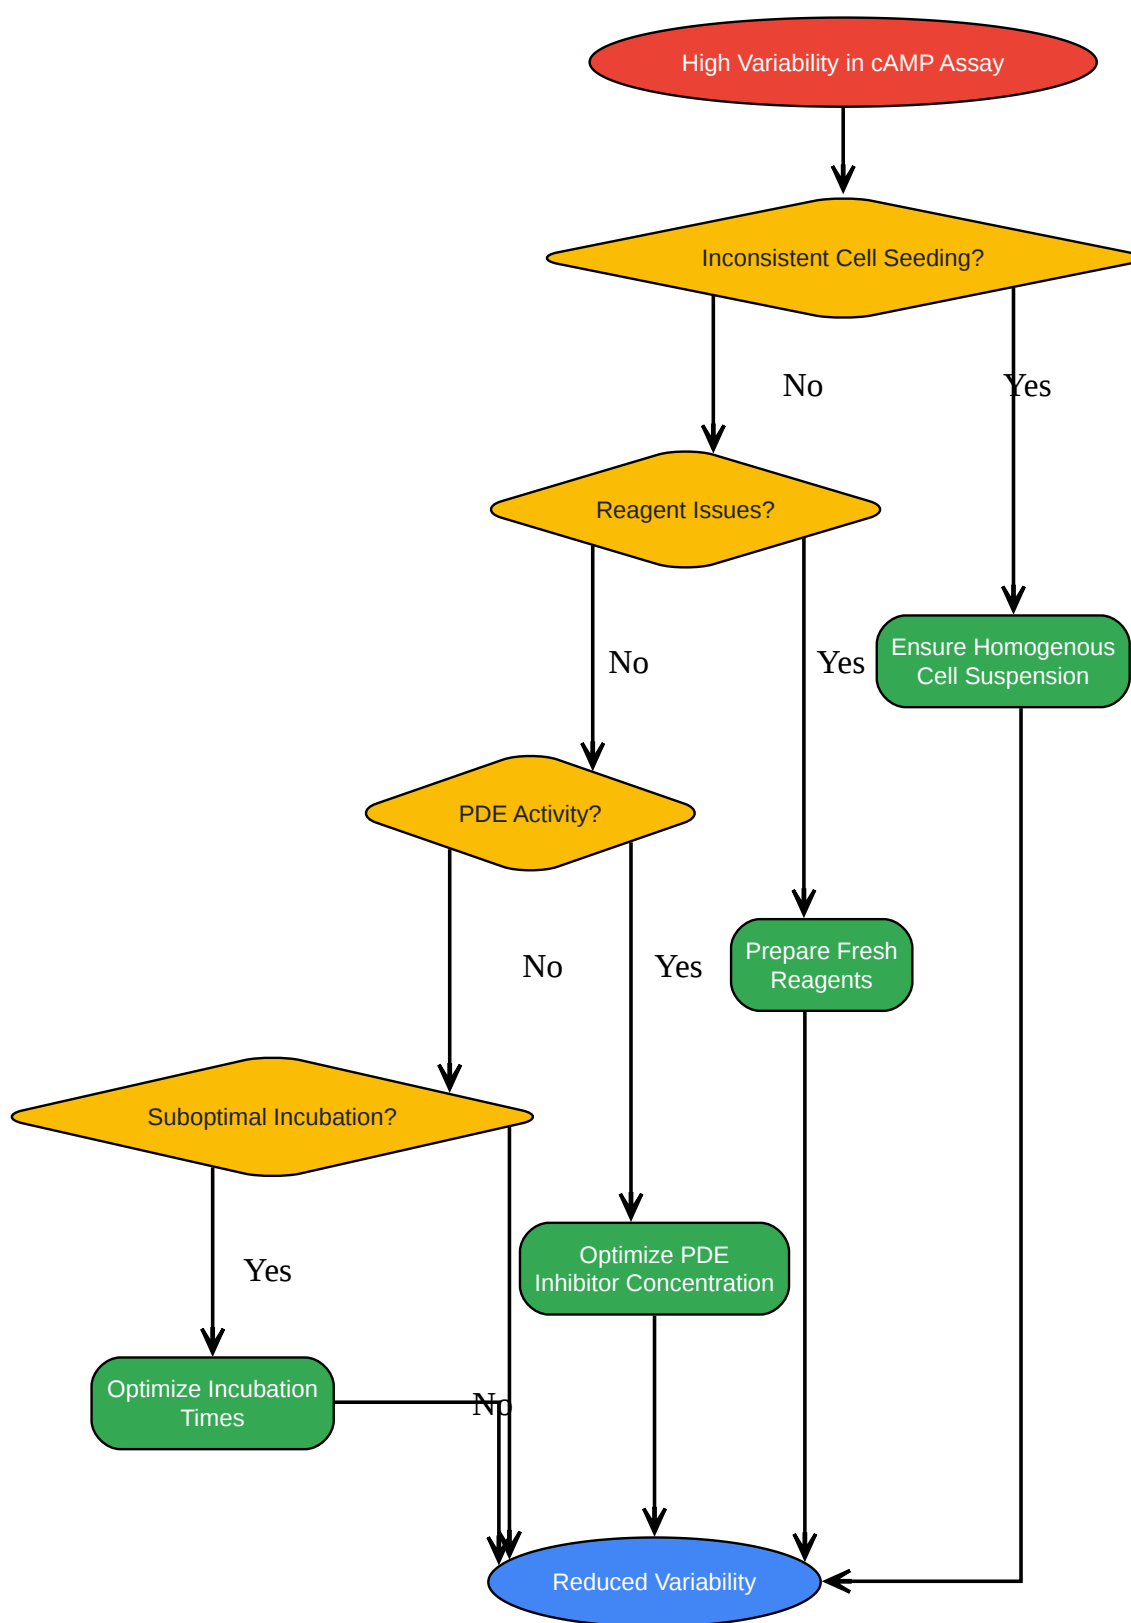 High Variability in cAMP Assay
Inconsistent Cell Seeding?
No
Yes
Reagent Issues?
Ensure Homogenous
Cell Suspension
No
Yes
PDE Activity?
Prepare Fresh
Reagents
No
Yes
Suboptimal Incubation?
Optimize PDE
Inhibitor Concentration
Yes
Optimize Incubation
Times
No
Reduced Variability